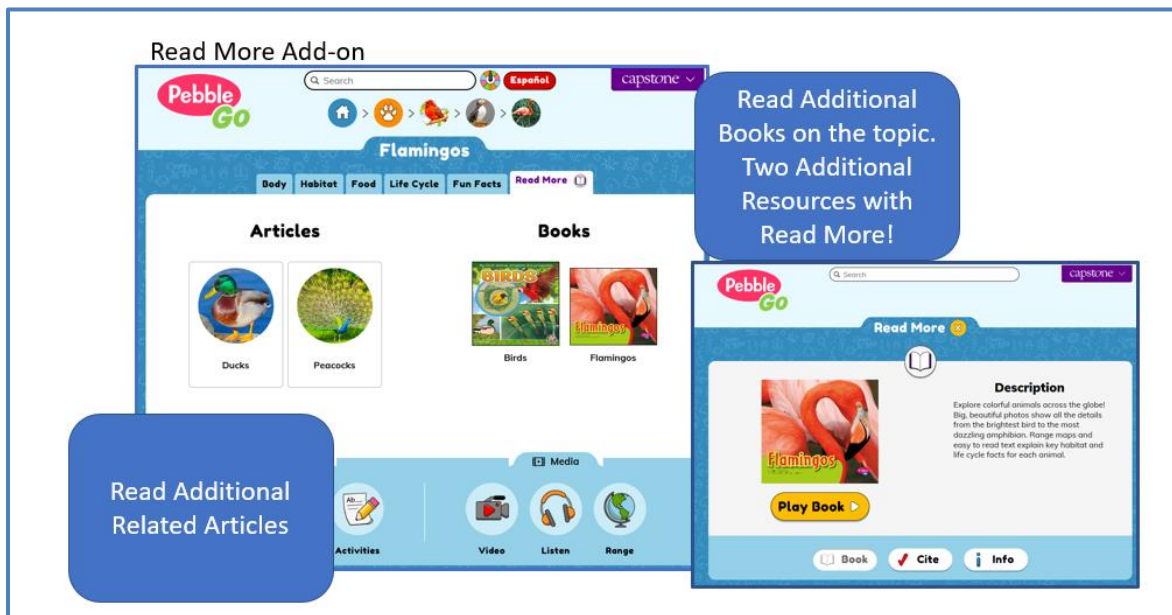 Read More Add-on
Pebble
Go
Search
Español
capstone
Flamingos
Body
Habitat
Food
Life Cycle
Fun Facts
Read More
Articles
Books
Ducks
Peacocks
BIRDS
Flamingos
Birds
Flamingos
Ab
Activities
Media
Video
Listen
Range
Read Additional
Related Articles
Read Additional
Books on the topic.
Two Additional
Resources with
Read More!
Pebble
Go
Search
capstone
Read More
Flamingos
Play Book
Description
Explore colorful animals across the globe!
Big, beautiful photos show all the details
from the brightest bird to the most
dazzling amphibian. Range maps and
easy to read text explain key habitat and
life cycle facts for each animal.
Book
Cite
Info